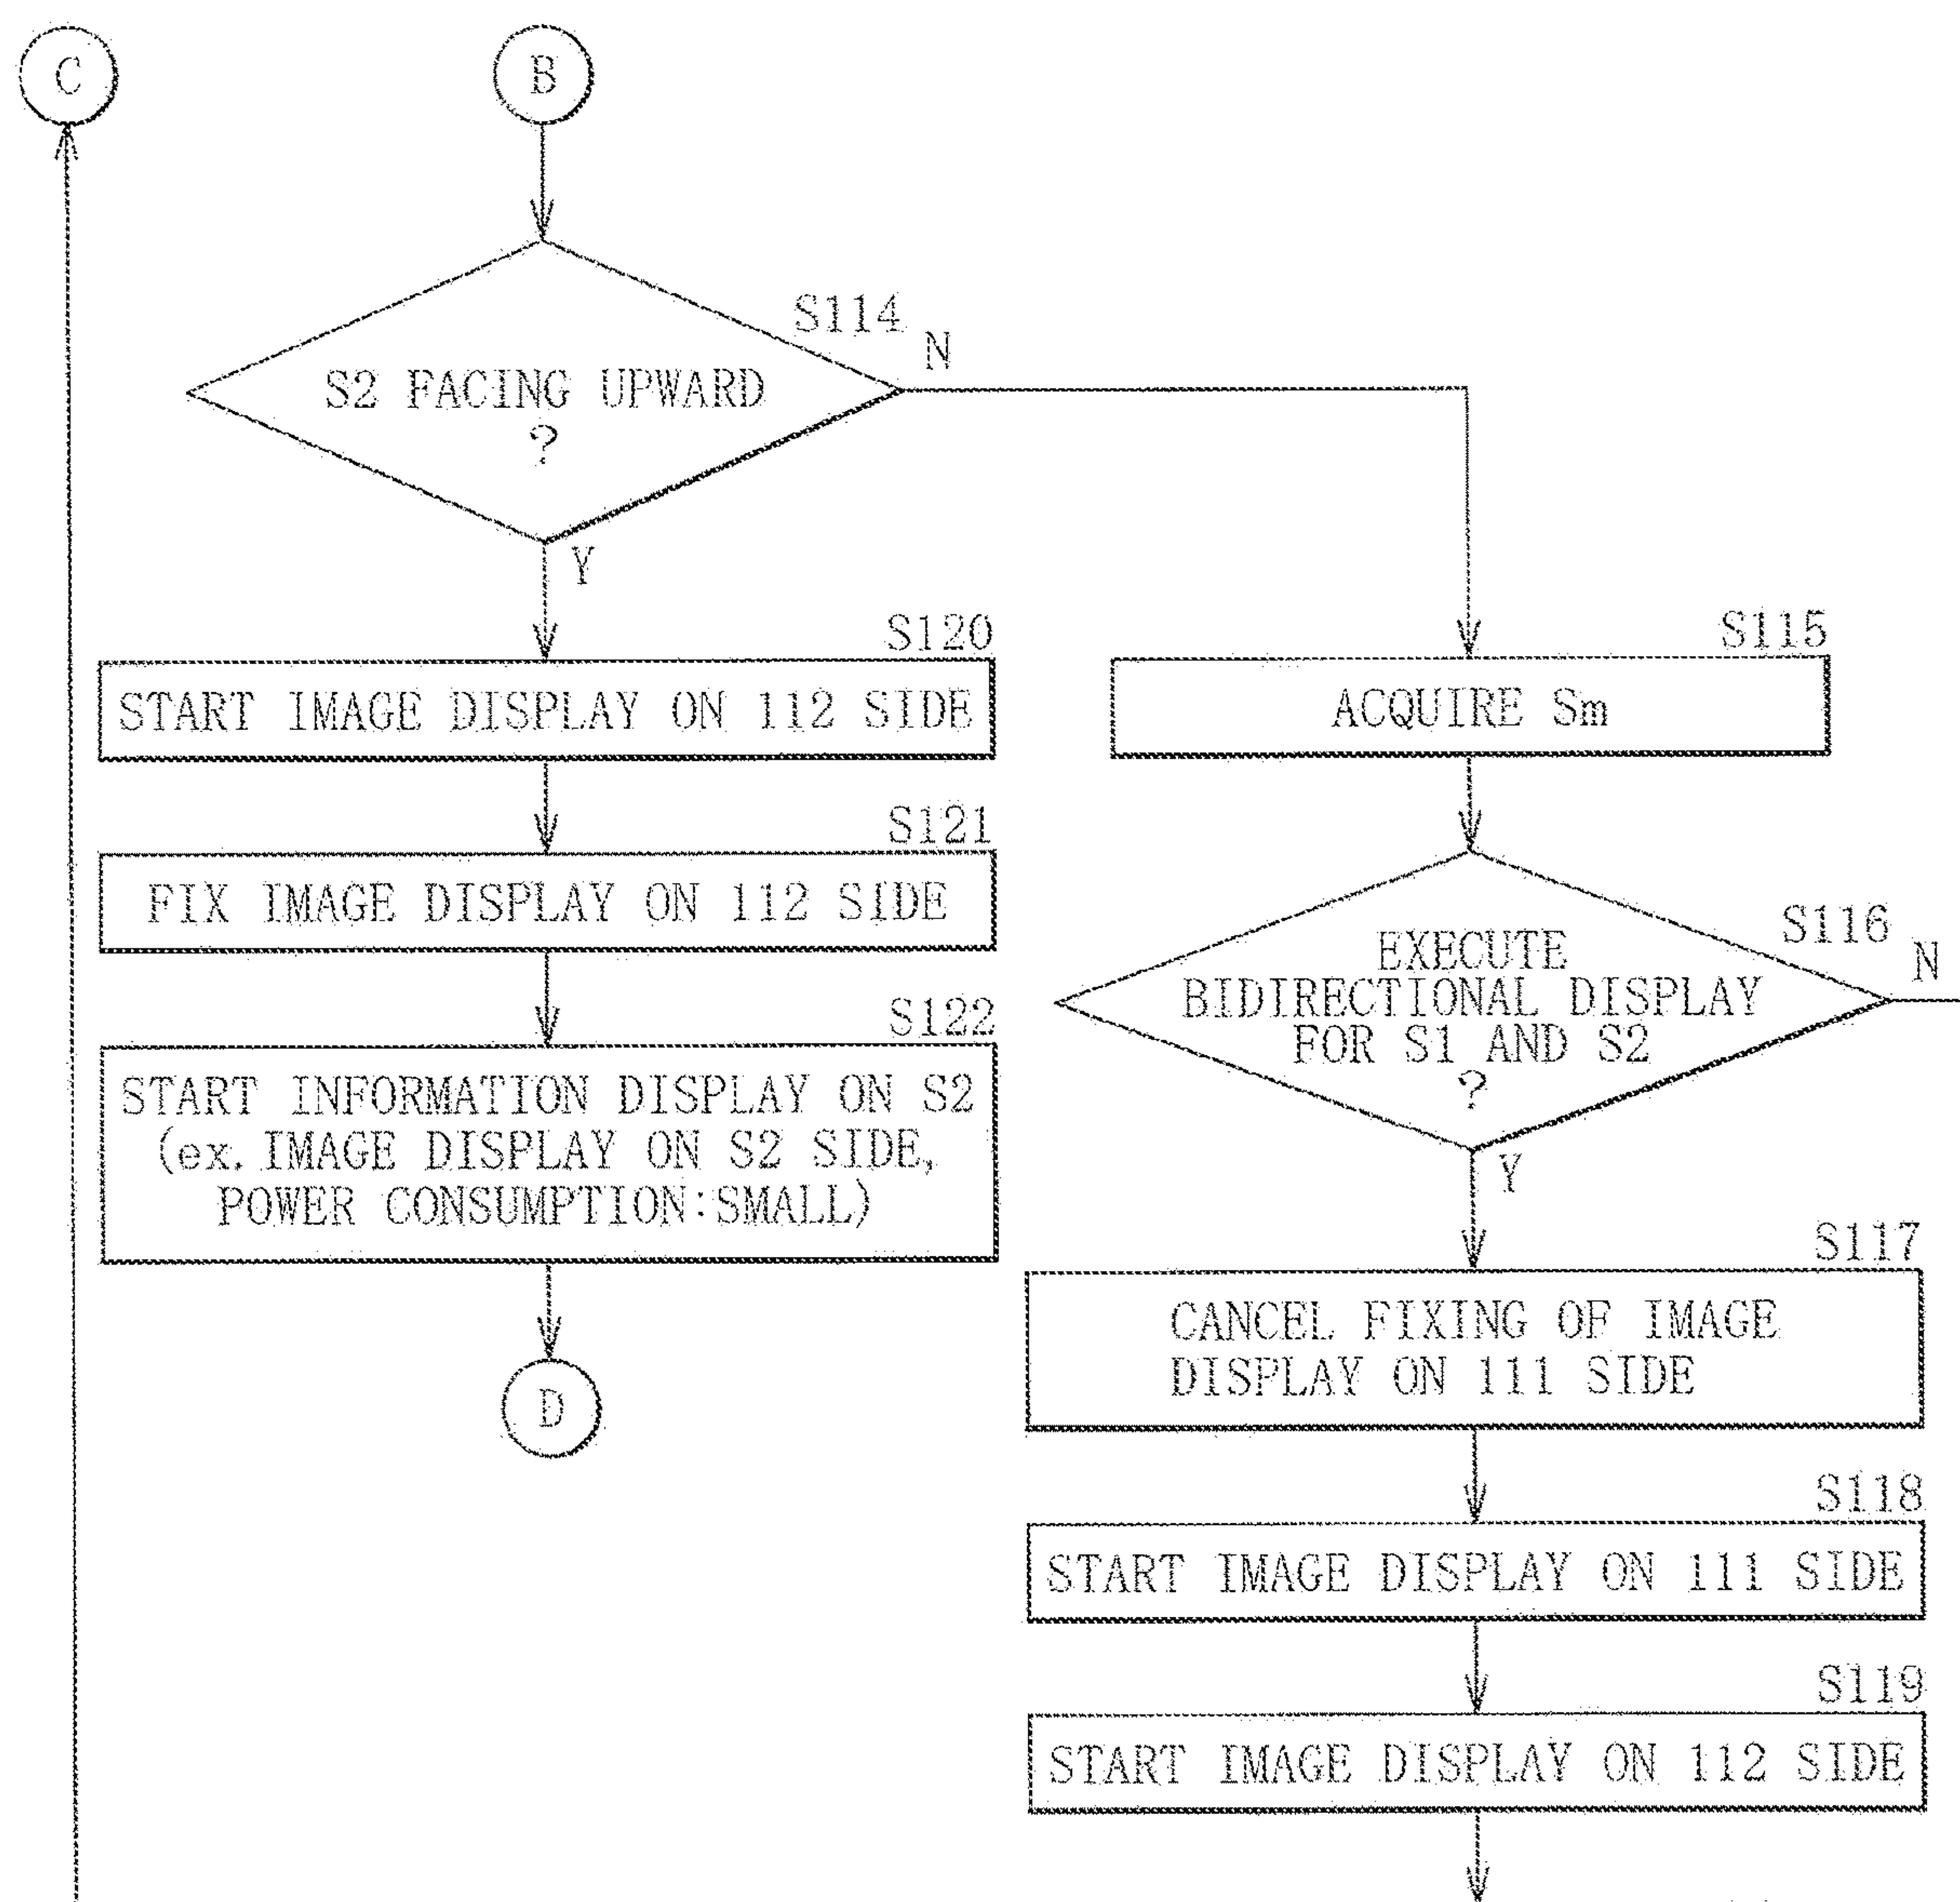 C
B
S114
N
S2 FACING UPWARD
?
Y
S120
START IMAGE DISPLAY ON 112 SIDE
S121
FIX IMAGE DISPLAY ON 112 SIDE
S122
START INFORMATION DISPLAY ON S2
(ex. IMAGE DISPLAY ON S2 SIDE,
POWER CONSUMPTION:SMALL)
D
S115
ACQUIRE Sm
S116
N
EXECUTE
BIDIRECTIONAL DISPLAY
FOR S1 AND S2
?
Y
S117
CANCEL FIXING OF IMAGE
DISPLAY ON 111 SIDE
S118
START IMAGE DISPLAY ON 111 SIDE
S119
START IMAGE DISPLAY ON 112 SIDE